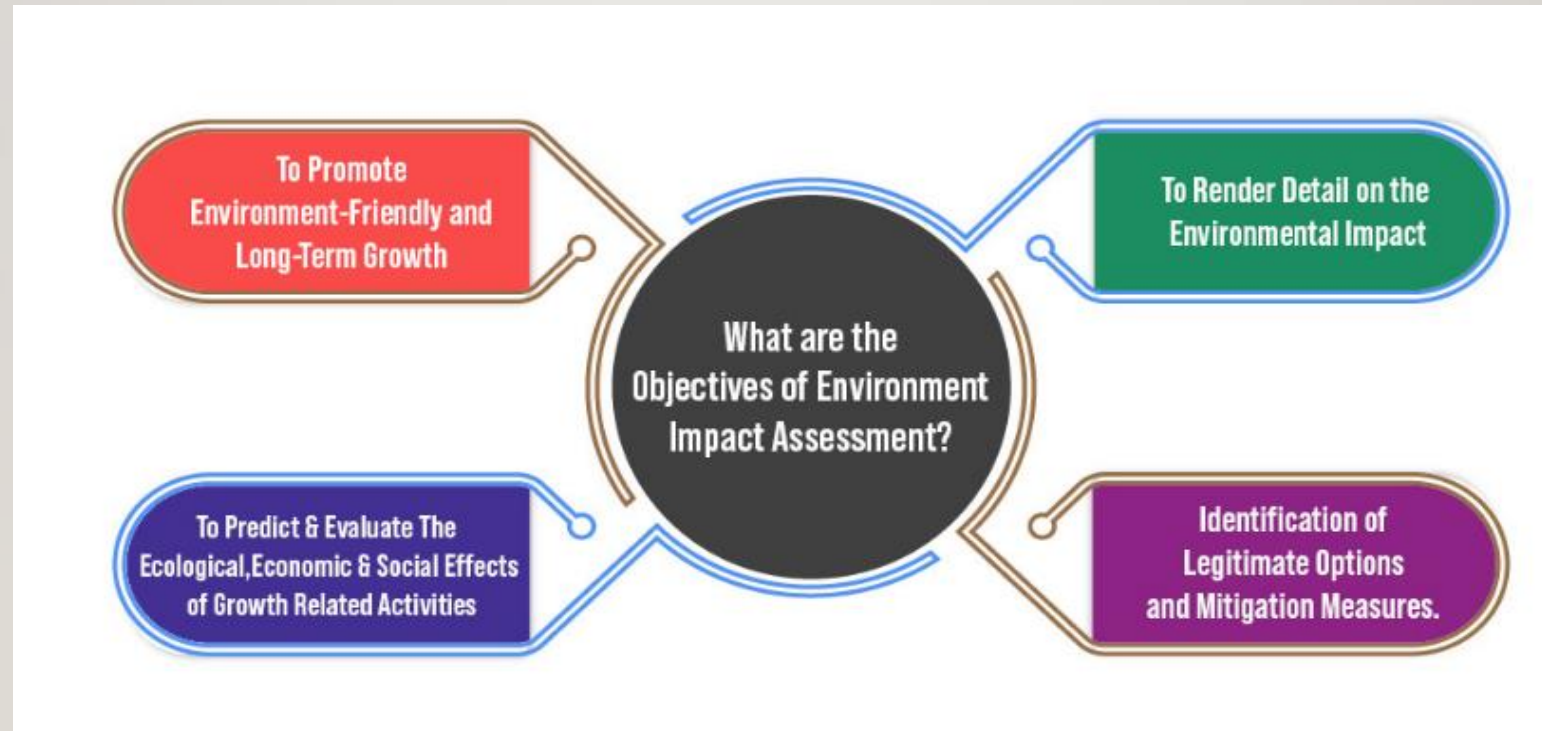 To Promote
Environment-Friendly and
Long-Term Growth
To Render Detail on the
Environmental Impact
What are the
Objectives of Environment
Impact Assessment?
To Predict & Evaluate The
Ecological,Economic & Social Effects
of Growth Related Activities
Identification of
Legitimate Options
and Mitigation Measures.